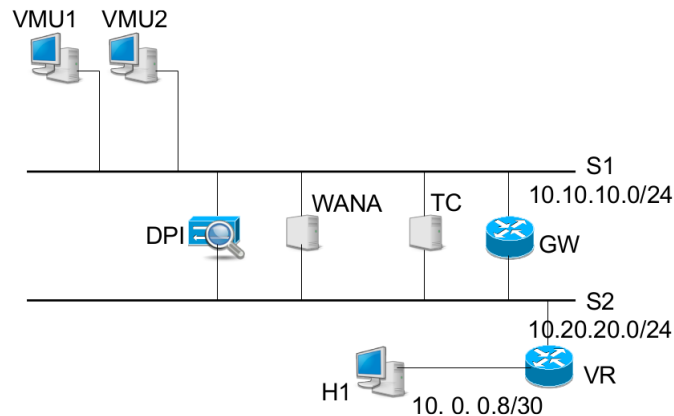 VMU1 VMU2
S1
10.10.10.0/24
WANA
TC
DPI
GW
S2
10.20.20.0/24
VR
H1
10. 0. 0.8/30